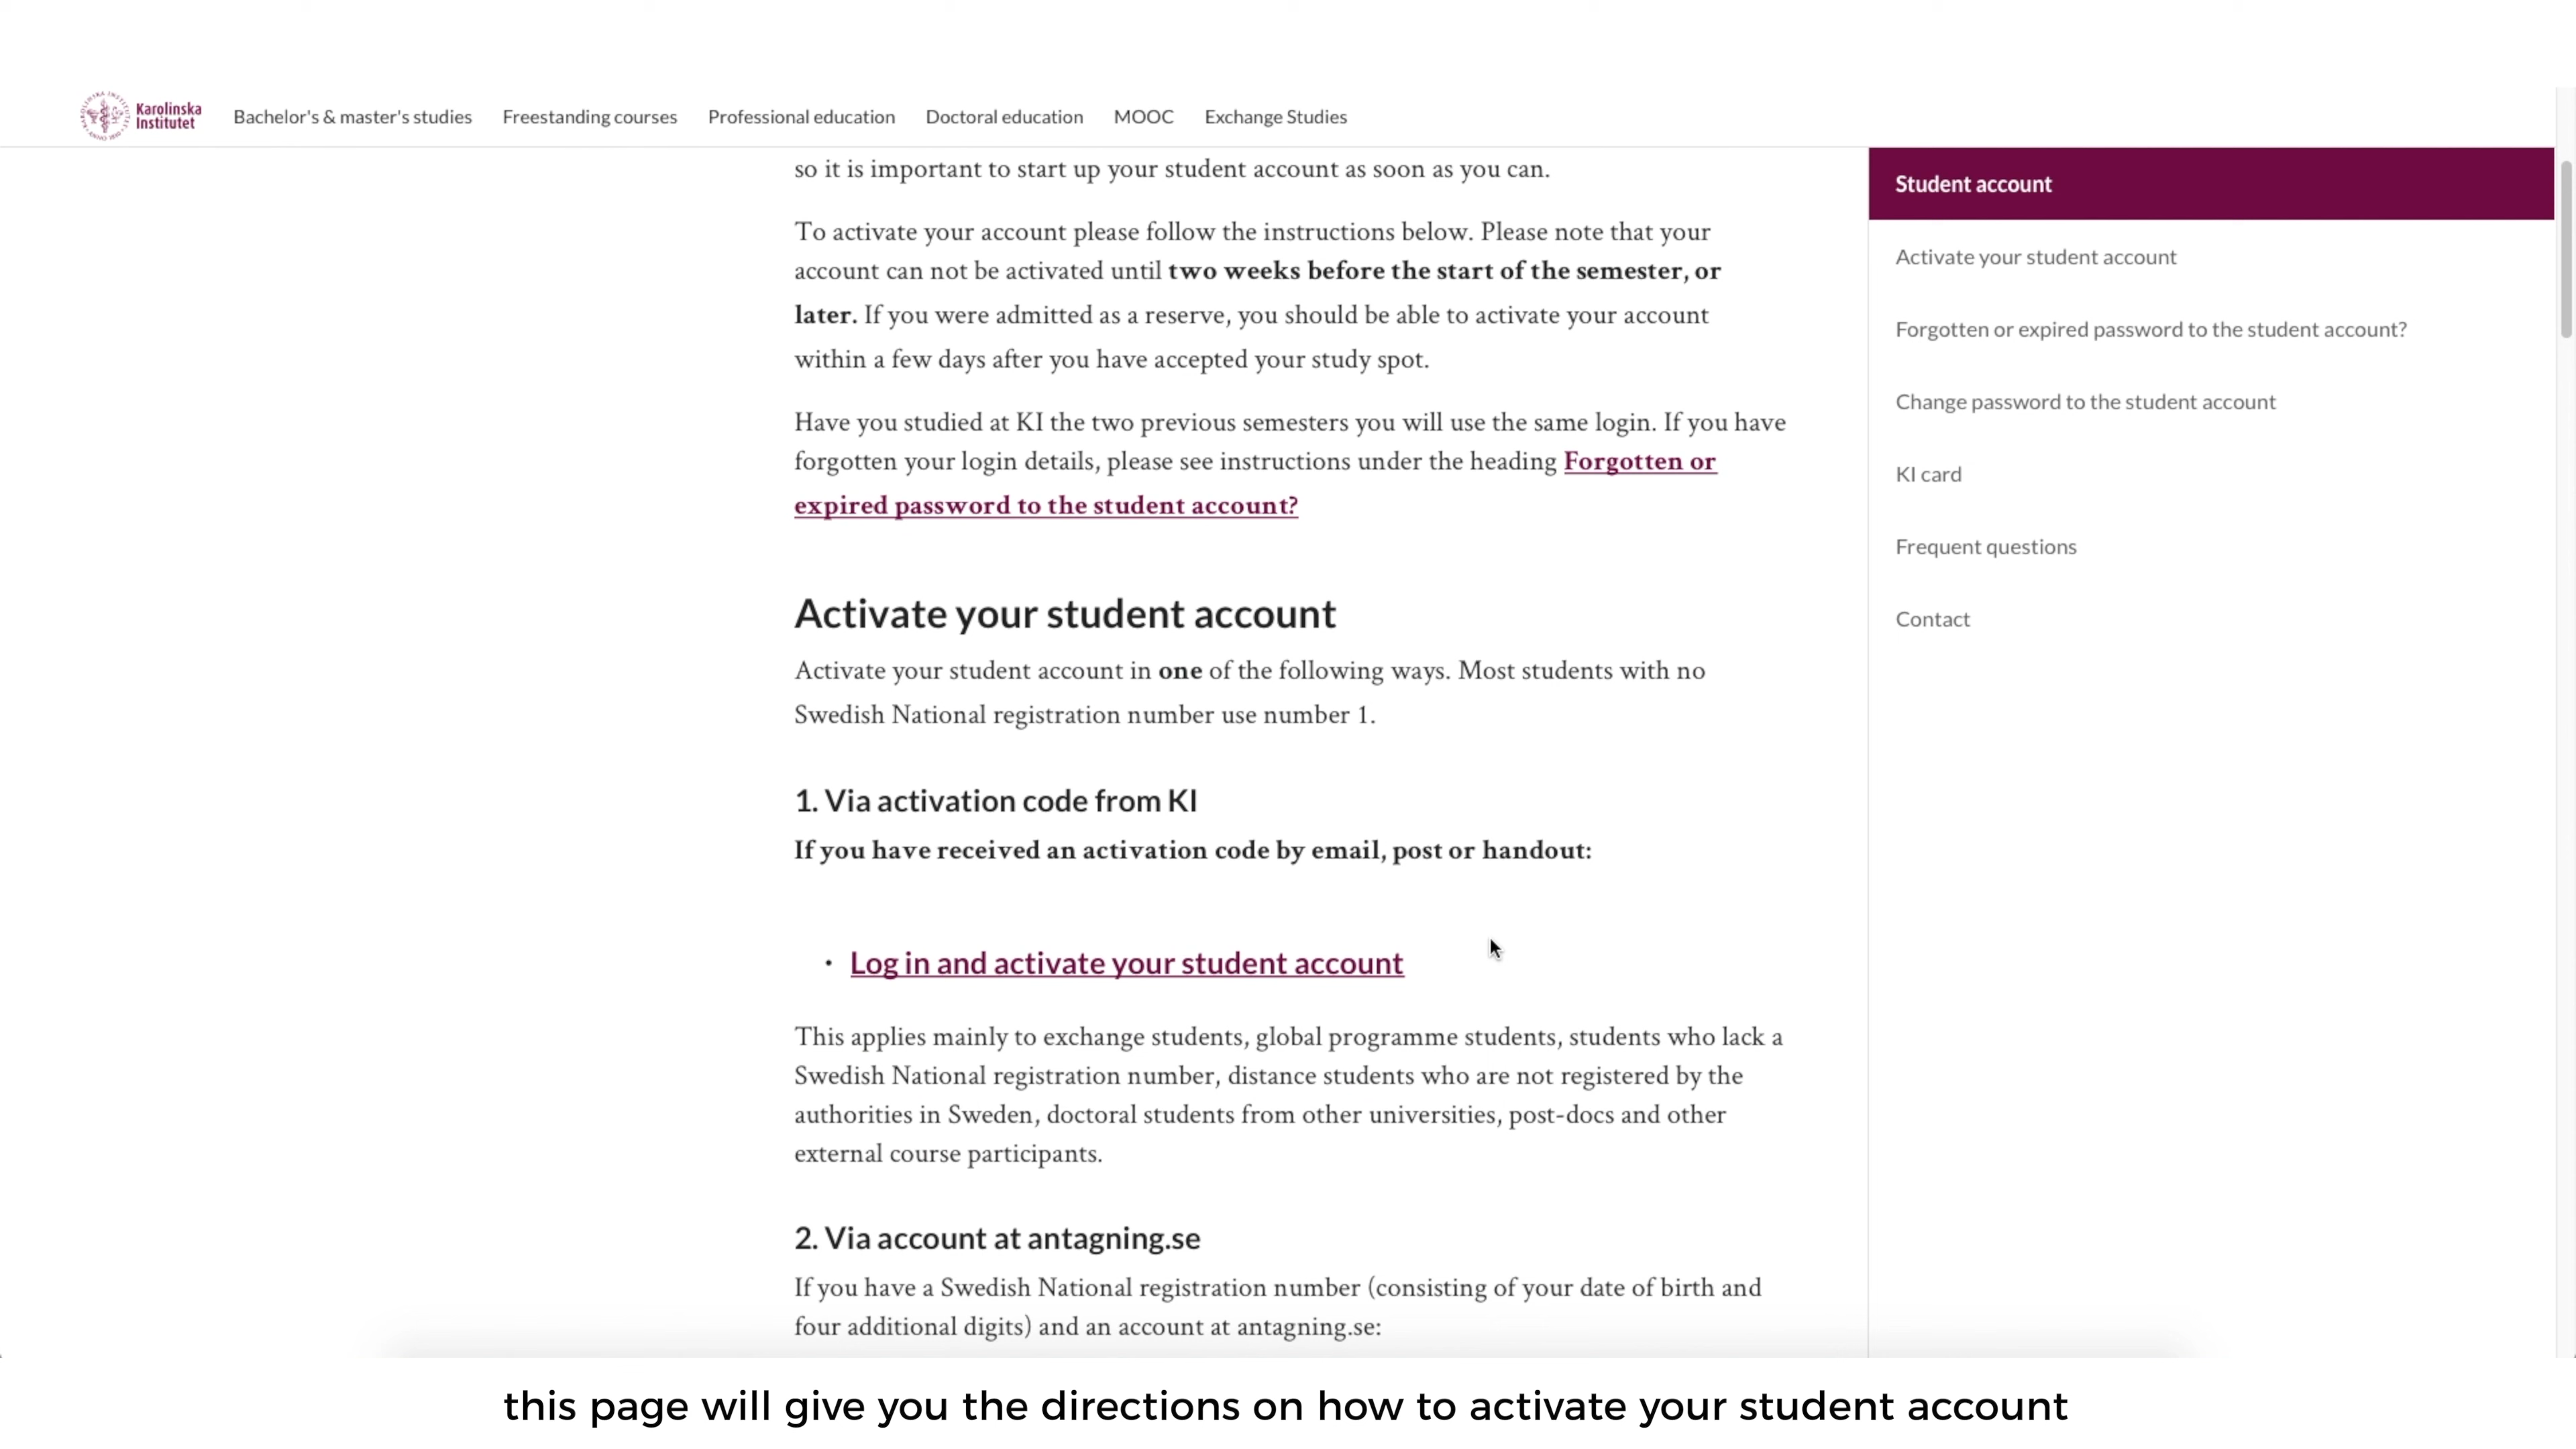 Karolinska
Institutet
Bachelor's & master's studies
Freestanding courses
Professional education
Doctoral education
MOOC
Exchange Studies
so it is important to start up your student account as soon as you can.
To activate your account please follow the instructions below. Please note that your
account can not be activated until two weeks before the start of the semester, or
later. If you were admitted as a reserve, you should be able to activate your account
within a few days after you have accepted your study spot.
Have you studied at KI the two previous semesters you will use the same login. If you have
forgotten your login details, please see instructions under the heading Forgotten or
expired password to the student account?
Activate your student account
Activate your student account in one of the following ways. Most students with no
Swedish National registration number use number 1.
1. Via activation code from KI
If you have received an activation code by email, post or handout:
• Log in and activate your student account
This applies mainly to exchange students, global programme students, students who lack a
Swedish National registration number, distance students who are not registered by the
authorities in Sweden, doctoral students from other universities, post-docs and other
external course participants.
2. Via account at antagning.se
If you have a Swedish National registration number (consisting of your date of birth and
four additional digits) and an account at antagning.se:
Student account
Activate your student account
Forgotten or expired password to the student account?
Change password to the student account
KI card
Frequent questions
Contact
this page will give you the directions on how to activate your student account